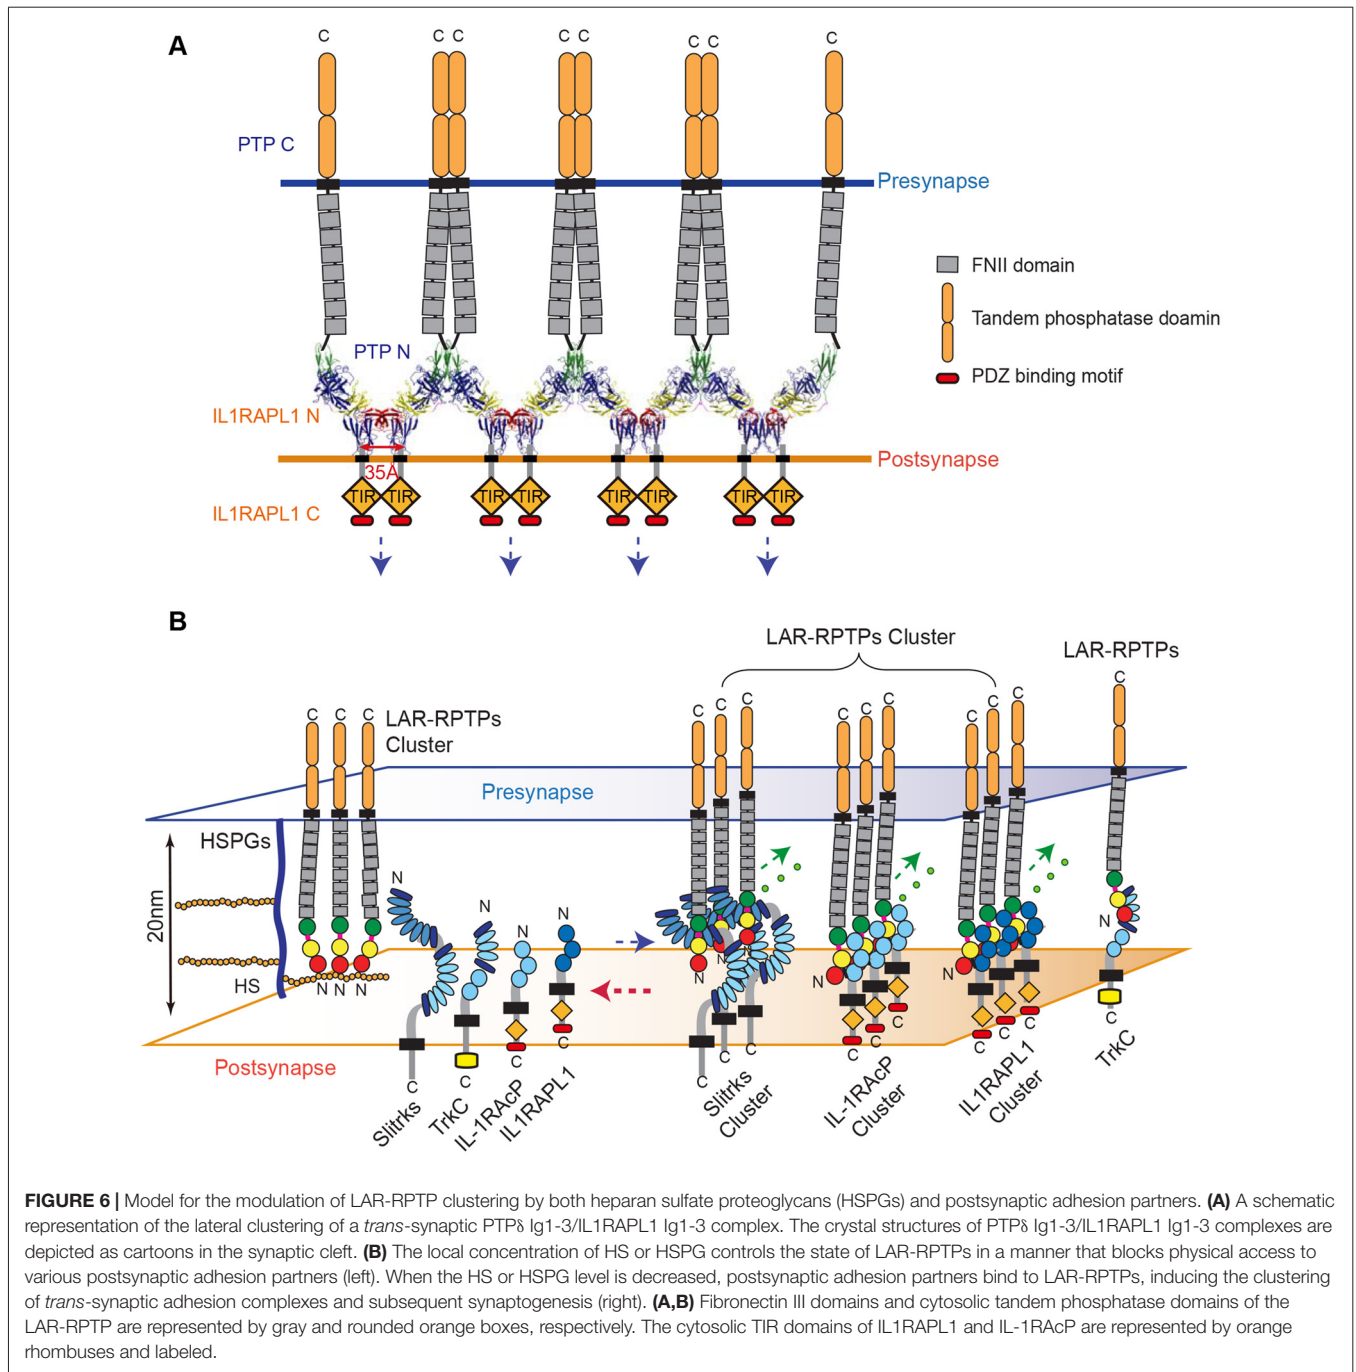 A
C C C C C C C C
PTP C
Presynapse
FNII domain
Tandem phosphatase doamin
PTP N
PDZ binding motif
IL1RAPL1 N
Postsynapse
35A
TIR TIR TIR TIR TIR TIR TIR TIR
IL1RAPL1 C
B
LAR-RPTPs Cluster
LAR-RPTPs
C
C C C
LAR-RPTPs
Cluster
C C C
C C C
C C C
Presynapse
HSPGs
20nm
N N N N
N
N
HS
N N N
N N N
N
N
Postsynapse
C C C C
C C C
C C C
C C C
C
Slitrks
TrkC
IL-1RAcP
IL1RAPL1
Slitrks
Cluster
IL-1RAcP
Cluster
IL1RAPL1
Cluster
TrkC
FIGURE 6 | Model for the modulation of LAR-RPTP clustering by both heparan sulfate proteoglycans (HSPGs) and postsynaptic adhesion partners. (A) A schematic
representation of the lateral clustering of a trans-synaptic PTPδ Ig1-3/IL1RAPL1 Ig1-3 complex. The crystal structures of PTPδ Ig1-3/IL1RAPL1 Ig1-3 complexes are
depicted as cartoons in the synaptic cleft. (B) The local concentration of HS or HSPG controls the state of LAR-RPTPs in a manner that blocks physical access to
various postsynaptic adhesion partners (left). When the HS or HSPG level is decreased, postsynaptic adhesion partners bind to LAR-RPTPs, inducing the clustering
of trans-synaptic adhesion complexes and subsequent synaptogenesis (right). (A,B) Fibronectin III domains and cytosolic tandem phosphatase domains of the
LAR-RPTP are represented by gray and rounded orange boxes, respectively. The cytosolic TIR domains of IL1RAPL1 and IL-1RAcP are represented by orange
rhombuses and labeled.